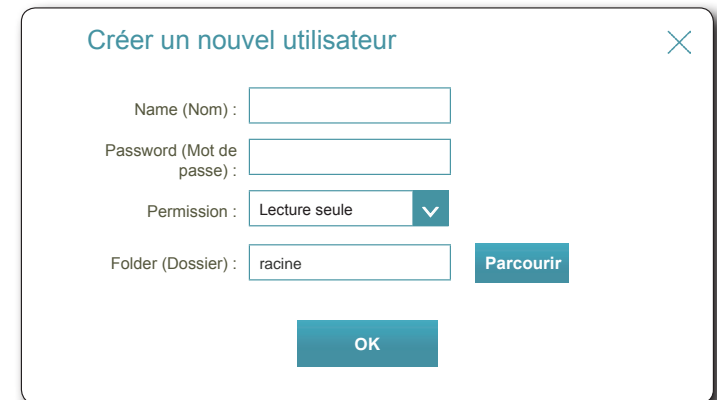 Créer un nouvel utilisateur
Name (Nom) :
Password (Mot de
passe) :
Permission : Lecture seule
Folder (Dossier) : racine Parcourir
OK